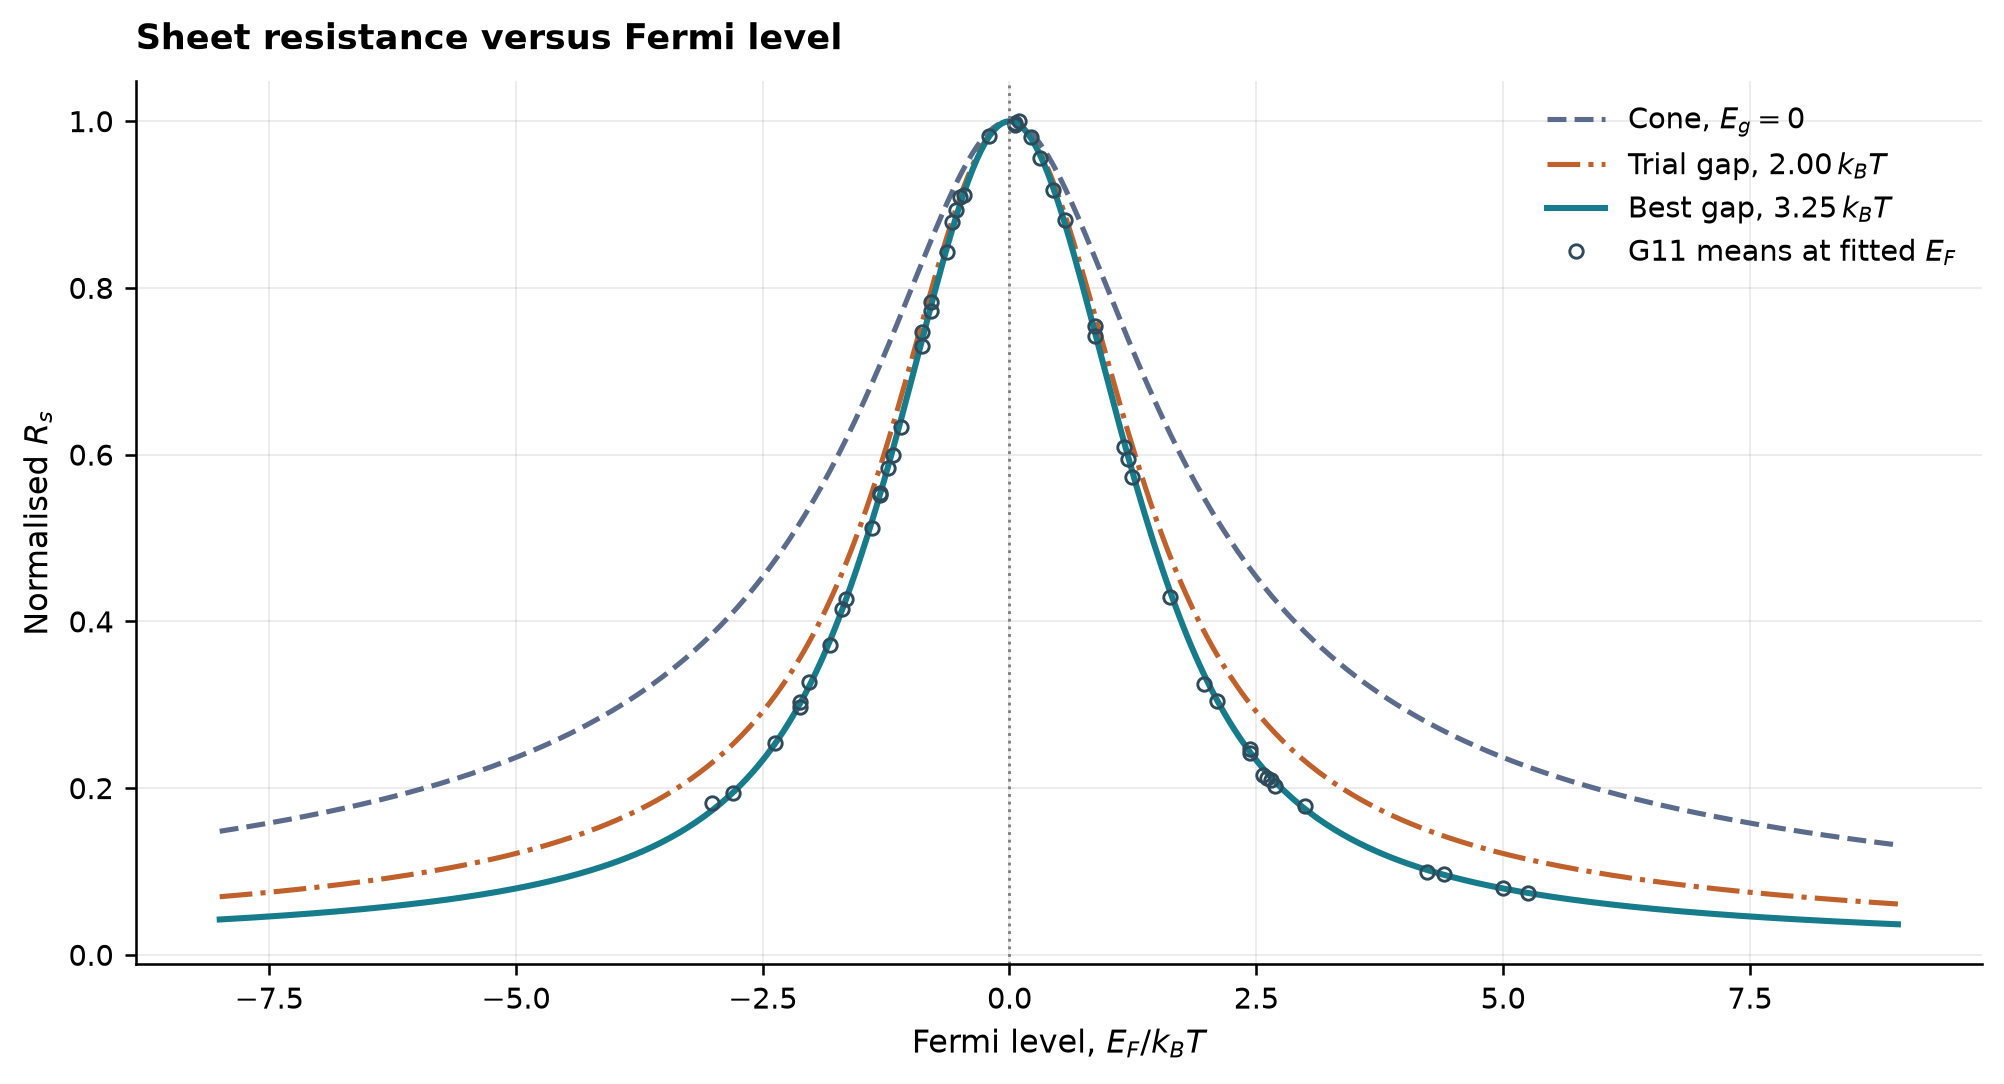 Sheet resistance versus Fermi level
Normalised Rₛ
1.0
0.8
0.6
0.4
0.2
0.0
−7.5
−5.0
−2.5
0.0
2.5
5.0
7.5
Fermi level, E_F/k_BT
Cone, E_g = 0
Trial gap, 2.00 k_BT
Best gap, 3.25 k_BT
G11 means at fitted E_F